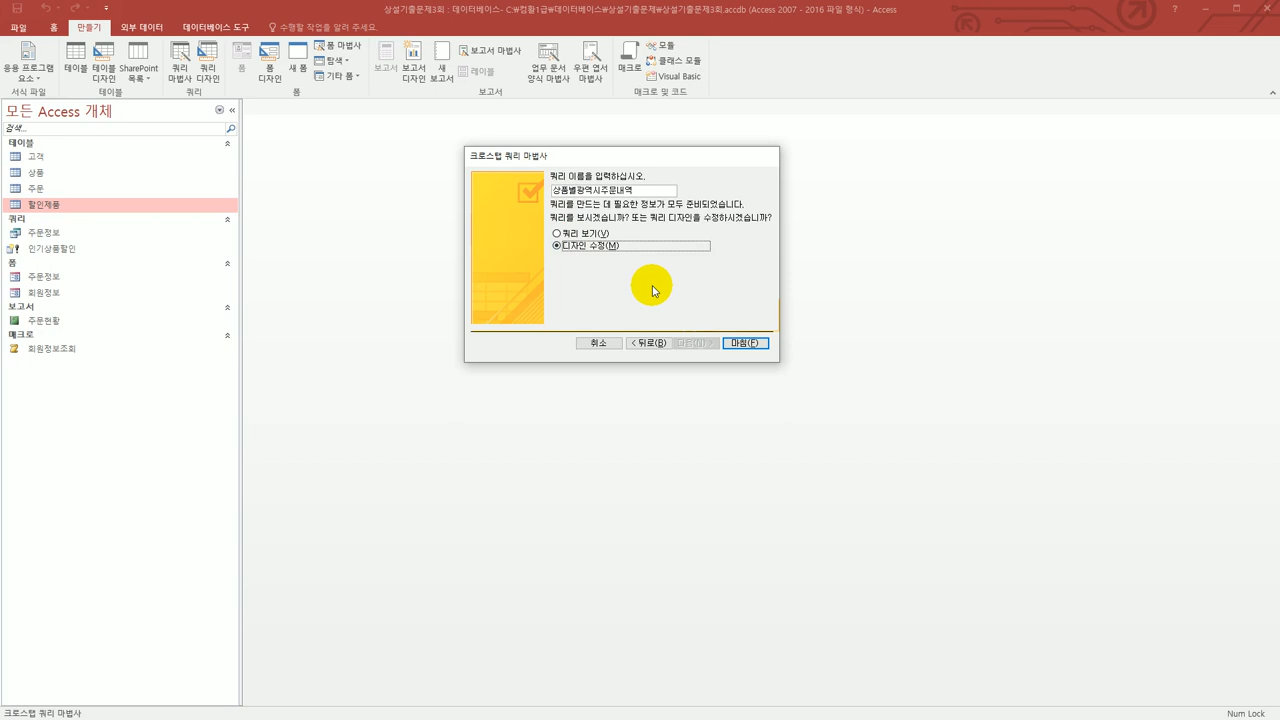 상설기출문제3회 : 데이터베이스- C:₩컴활1급₩데이터베이스₩상설기출문제₩상설기출문제3회.accdb (Access 2007 - 2016 파일 형식) - Access
파일 홈 만들기 외부 데이터 데이터베이스 도구 수행할 작업을 알려 주세요.
응용 프로그램 요소
테이블
테이블 디자인
SharePoint 목록
쿼리 마법사
쿼리 디자인
폼
폼 디자인
새 폼
폼 마법사
탐색
기타 폼
보고서
보고서 디자인
새 보고서
보고서 마법사
레이블
업무 문서 양식 마법사
우편 엽서 마법사
매크로
모듈
클래스 모듈
Visual Basic
서식 파일 테이블 쿼리 폼 보고서 매크로 및 코드
모든 Access 개체
검색...
테이블
고객
상품
주문
할인제품
쿼리
주문정보
인기상품할인
폼
주문정보
회원정보
보고서
주문현황
매크로
회원정보조회
크로스탭 쿼리 마법사
쿼리 이름을 입력하십시오.
상품별광역시주문내역
쿼리를 만드는 데 필요한 정보가 모두 준비되었습니다.
쿼리를 보시겠습니까? 또는 쿼리 디자인을 수정하시겠습니까?
쿼리 보기(V)
디자인 수정(M)
취소 < 뒤로(B) 다음(N) > 마침(F)
크로스탭 쿼리 마법사 Num Lock